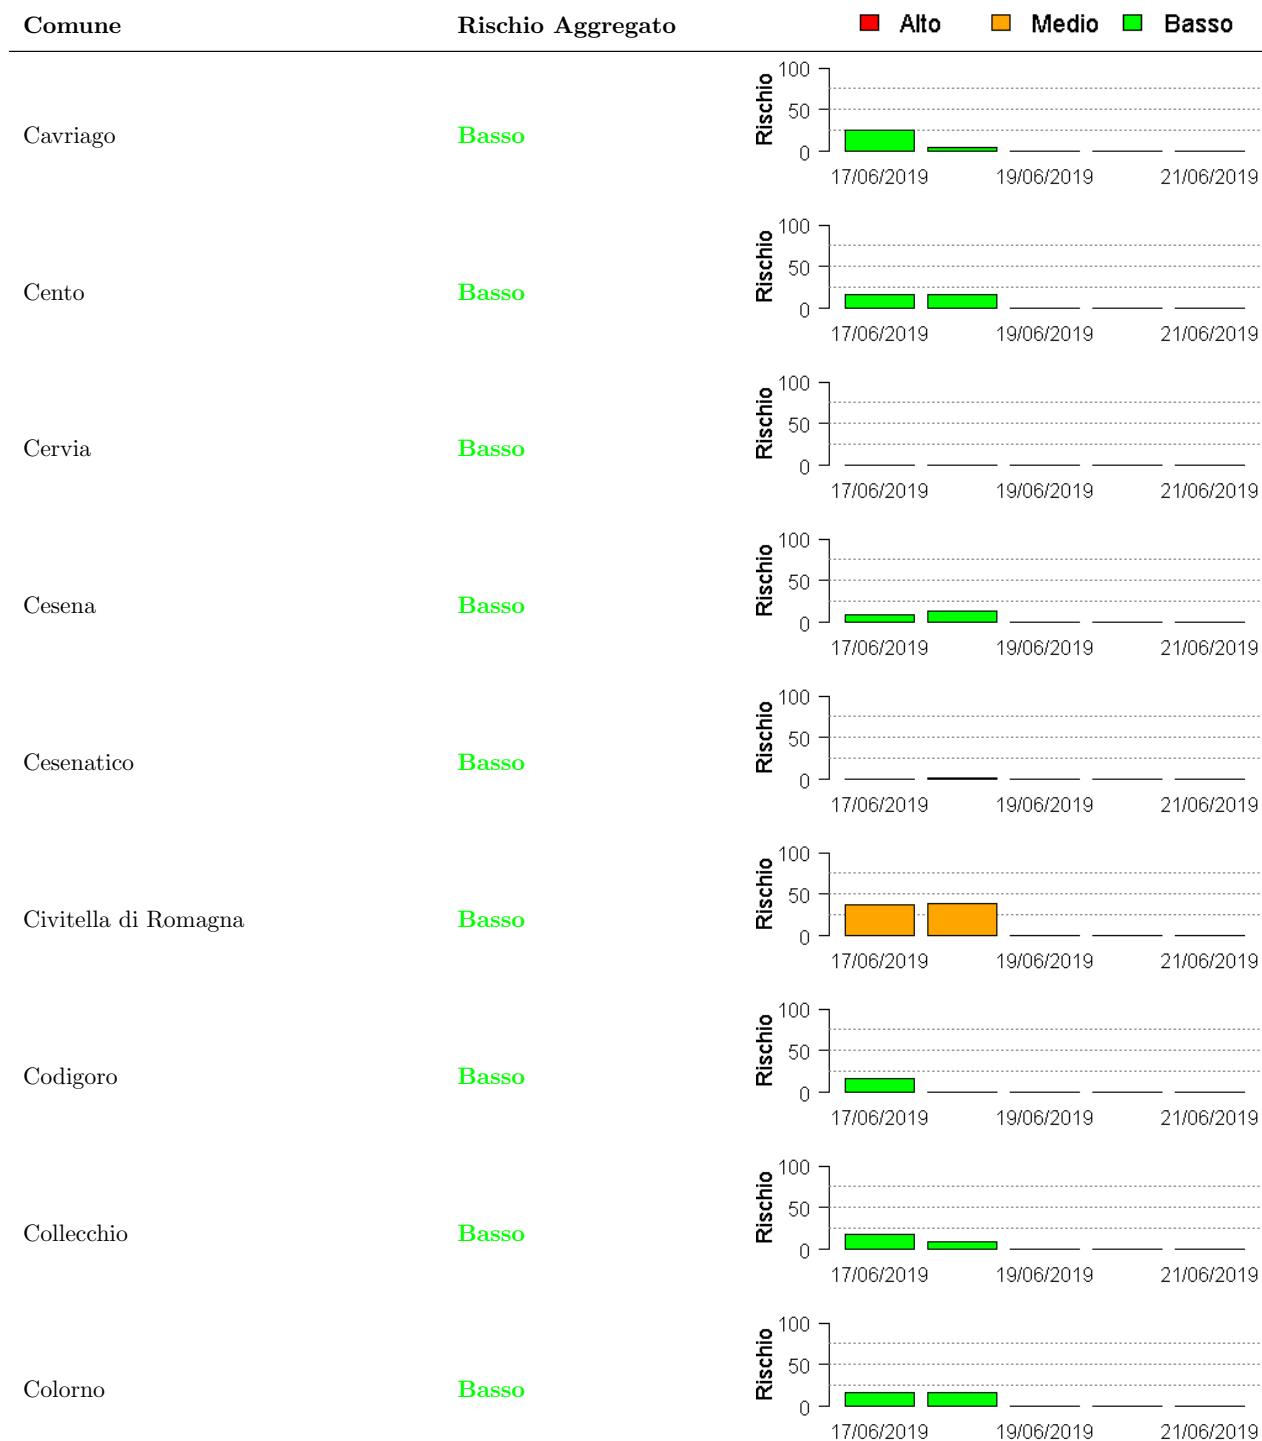 Comune Rischio Aggregato Alto Medio Basso
Cavriago Basso Rischio 100 50 0
17/06/2019 19/06/2019 21/06/2019
Cento Basso Rischio 100 50 0
17/06/2019 19/06/2019 21/06/2019
Cervia Basso Rischio 100 50 0
17/06/2019 19/06/2019 21/06/2019
Cesena Basso Rischio 100 50 0
17/06/2019 19/06/2019 21/06/2019
Cesenatico Basso Rischio 100 50 0
17/06/2019 19/06/2019 21/06/2019
Civitella di Romagna Basso Rischio 100 50 0
17/06/2019 19/06/2019 21/06/2019
Codigoro Basso Rischio 100 50 0
17/06/2019 19/06/2019 21/06/2019
Collecchio Basso Rischio 100 50 0
17/06/2019 19/06/2019 21/06/2019
Colorno Basso Rischio 100 50 0
17/06/2019 19/06/2019 21/06/2019